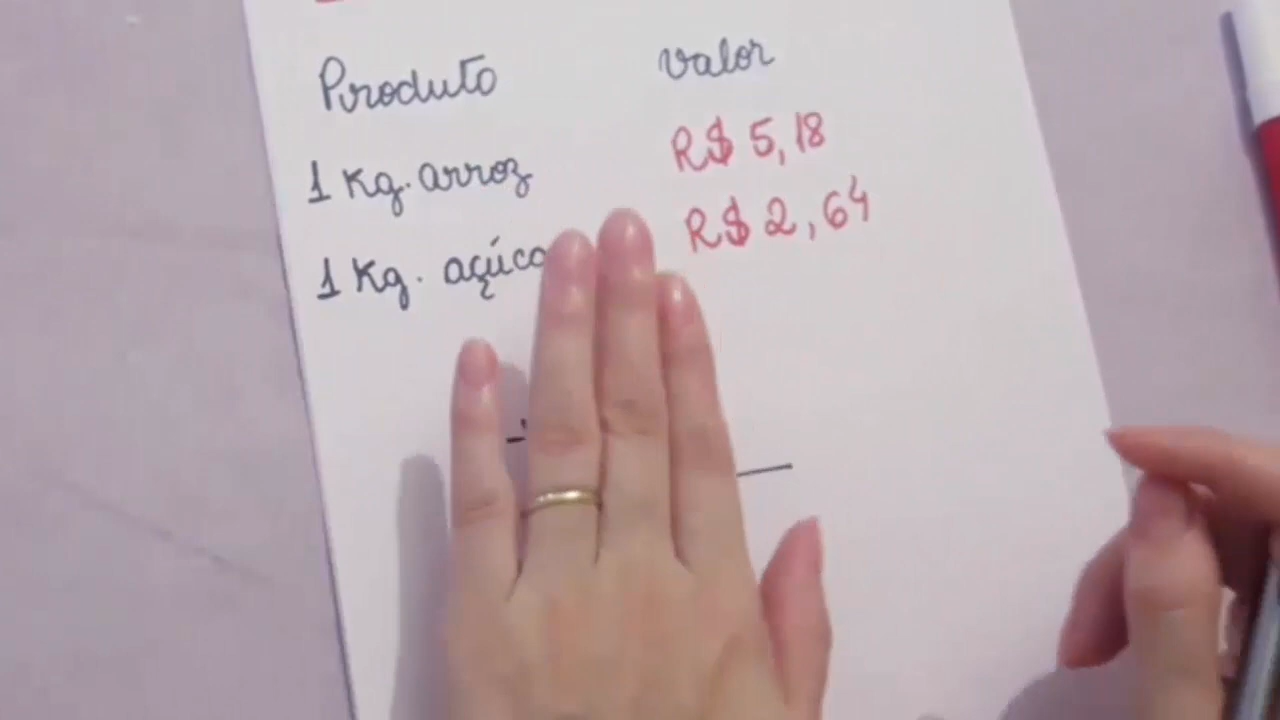 Produto valor
1 Kg. arroz R$ 5,18
1 Kg. açúca R$ 2,64